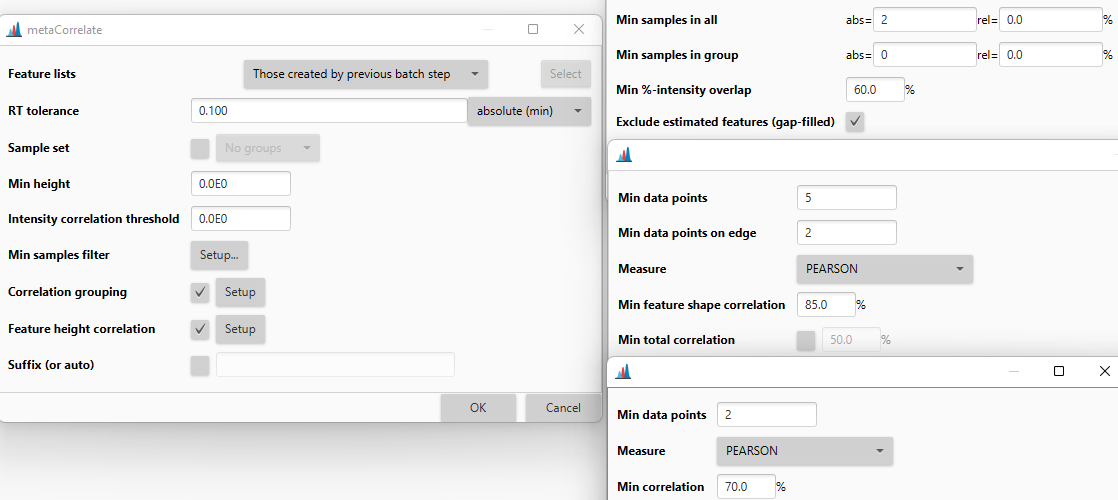 metaCorrelate
Feature lists Those created by previous batch step Select
RT tolerance 0.100 absolute (min)
Sample set No groups
Min height 0.0E0
Intensity correlation threshold 0.0E0
Min samples filter Setup...
Correlation grouping Setup
Feature height correlation Setup
Suffix (or auto)
OK Cancel
Min samples in all abs= 2 rel= 0.0 %
Min samples in group abs= 0 rel= 0.0 %
Min %-intensity overlap 60.0 %
Exclude estimated features (gap-filled)
Min data points 5
Min data points on edge 2
Measure PEARSON
Min feature shape correlation 85.0 %
Min total correlation 50.0 %
Min data points 2
Measure PEARSON
Min correlation 70.0 %